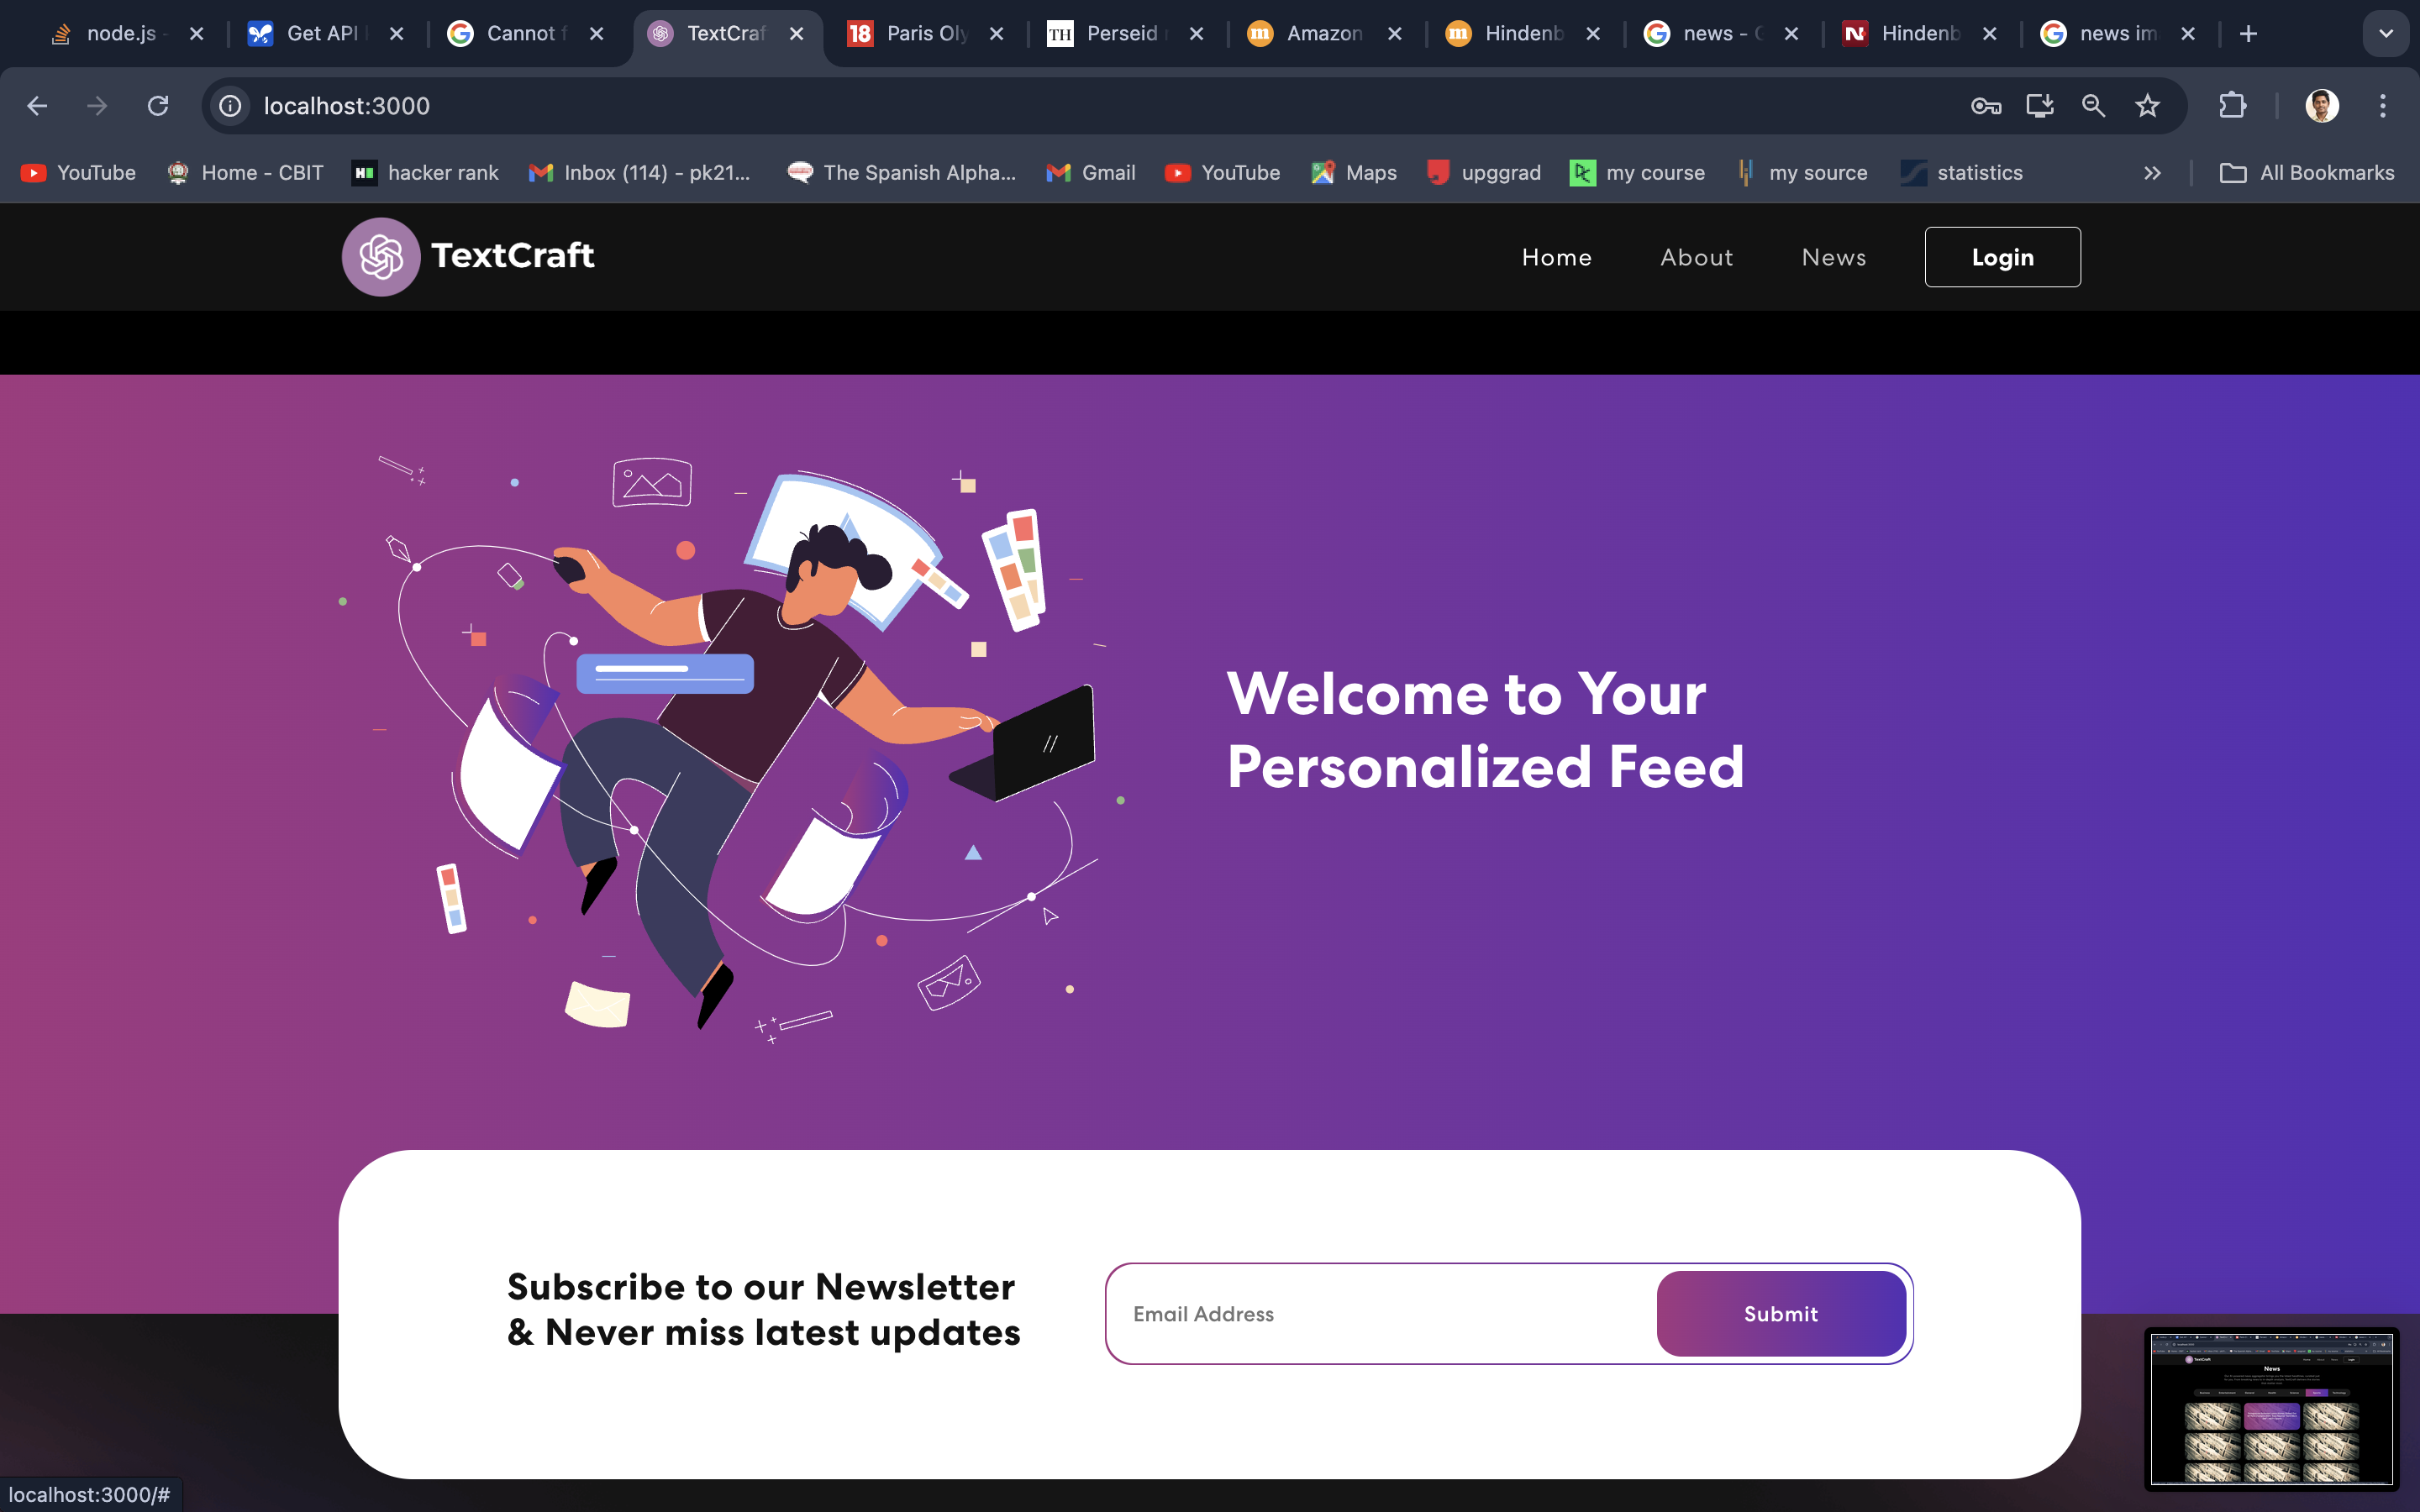 node.js -
Get API
Cannot f
TextCraf
18
Paris Oly
TH
Perseid
m
Amazon
m
Hindenb
news - G
N
Hindenb
news im
localhost:3000
YouTube
Home - CBIT
H
hacker rank
Inbox (114) - pk21...
The Spanish Alpha...
Gmail
YouTube
Maps
upggrad
my course
my source
statistics
All Bookmarks
TextCraft
Home
About
News
Login
Welcome to Your
Personalized Feed
Subscribe to our Newsletter
& Never miss latest updates
Email Address
Submit
News
localhost:3000/#